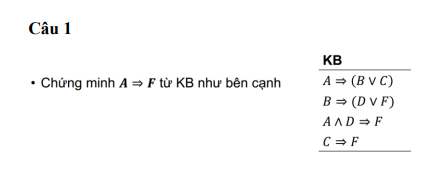 Câu 1
KB
• Chứng minh A ⇒ F từ KB như bên cạnh
A ⇒ (B ∨ C)
B ⇒ (D ∨ F)
A ∧ D ⇒ F
C ⇒ F